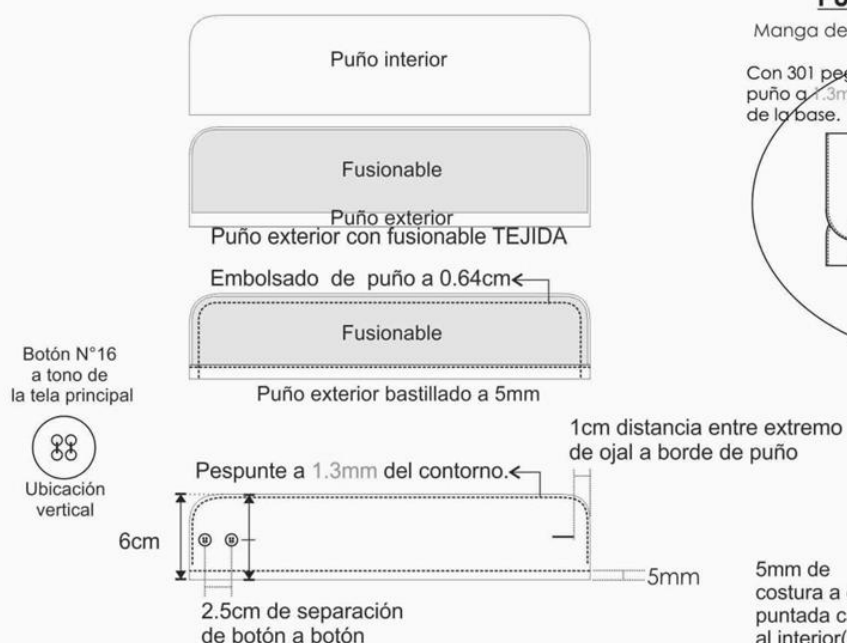 Puño interior
Fusionable
Puño exterior
Puño exterior con fusionable TEJIDA
Embolsado de puño a 0.64cm
Fusionable
Puño exterior bastillado a 5mm
Botón N°16
a tono de
la tela principal
Ubicación
vertical
1cm distancia entre extremo
de ojal a borde de puño
Pespunte a 1.3mm del contorno.
6cm
5mm
2.5cm de separación
de botón a botón
Manga de
Con 301
puño a 1.3
de la base.
5mm de
costura a
puntada
al interior